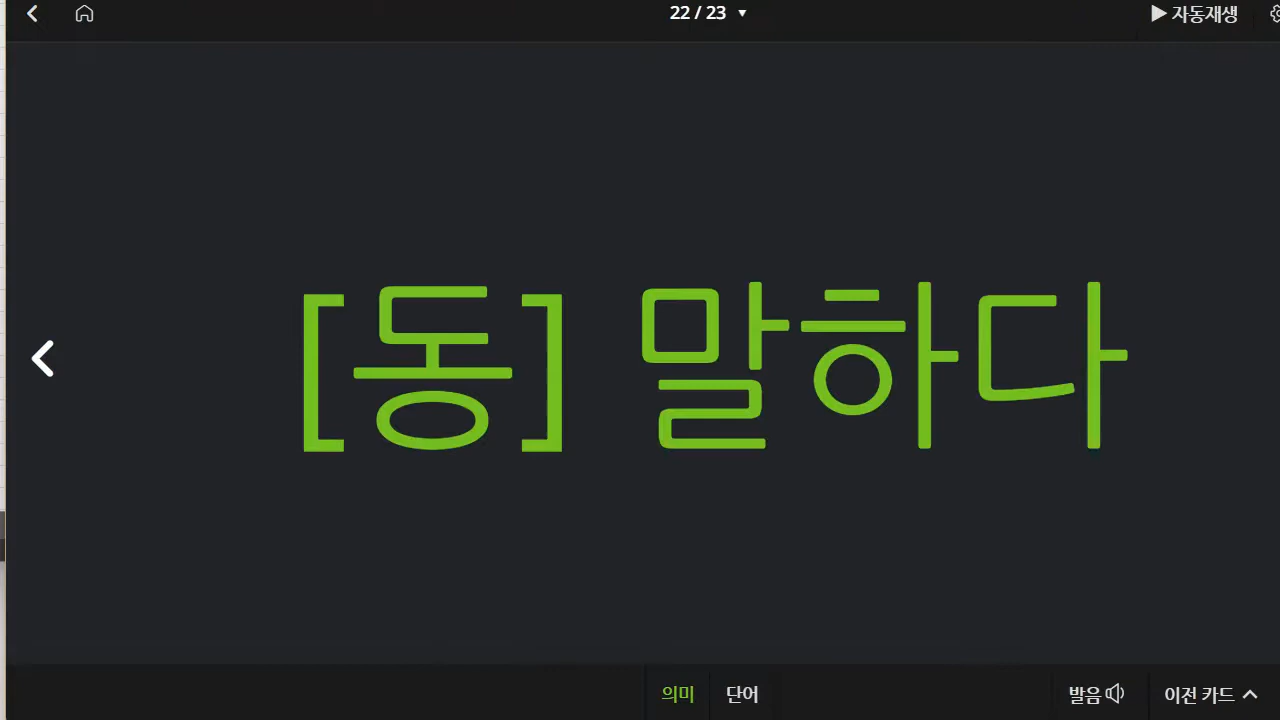 22 / 23 ▼
▶ 자동재생
[동] 말하다
의미 단어
발음
이전 카드